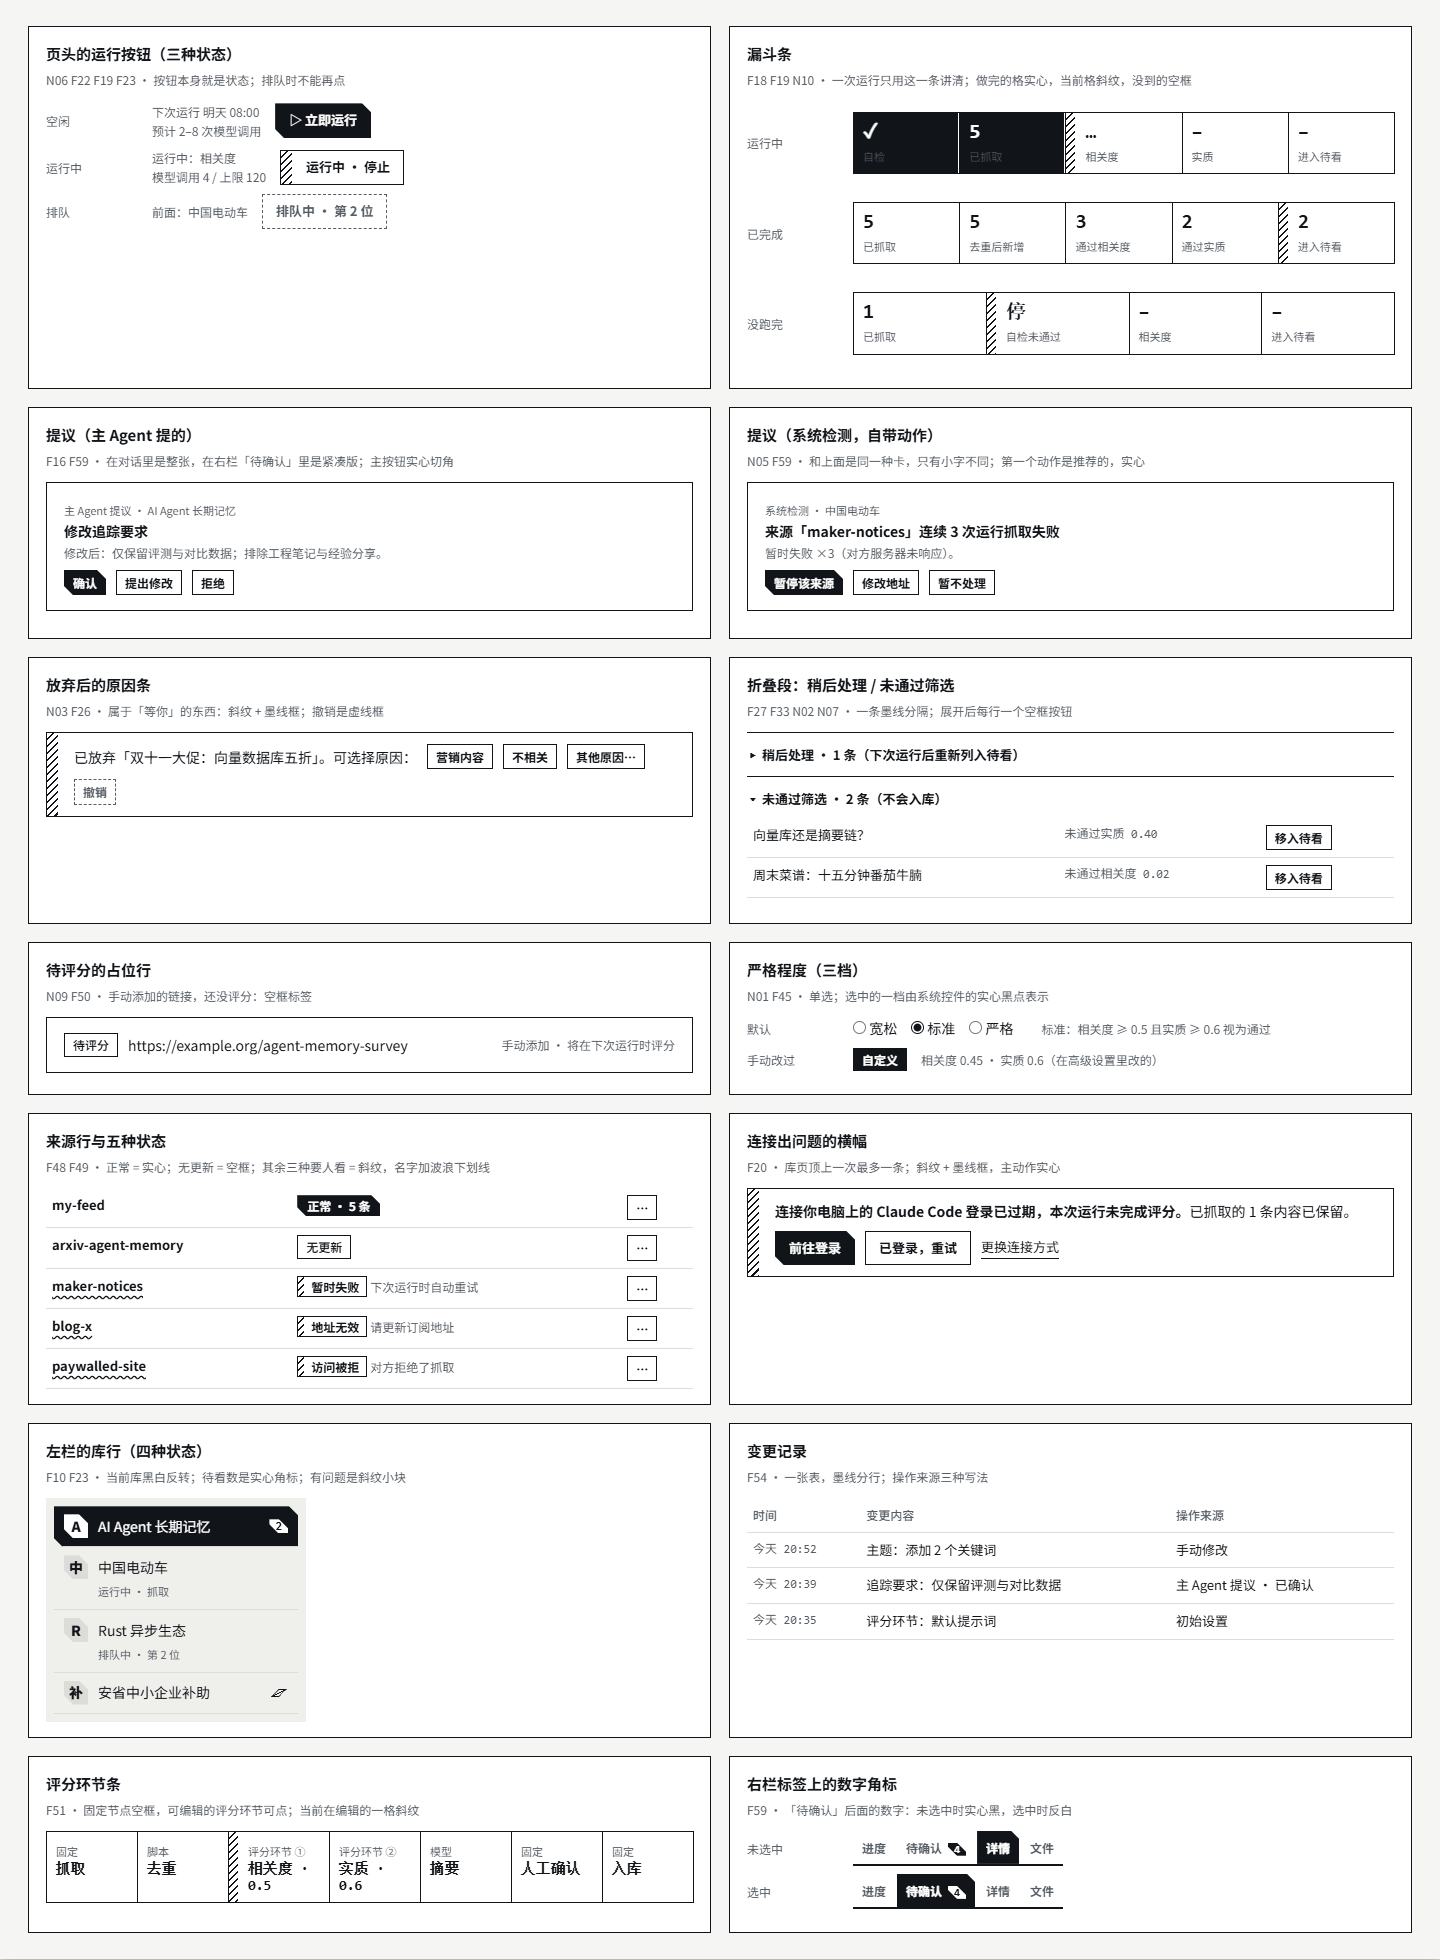 页头的运行按钮（三种状态）
N06 F22 F19 F23 · 按钮本身就是状态；排队时不能再点
空闲
下次运行 明天 08:00
预计 2–8 次模型调用
▷ 立即运行
运行中
运行中：相关度
模型调用 4 / 上限 120
运行中 · 停止
排队
前面：中国电动车
排队中 · 第 2 位
漏斗条
F18 F19 N10 · 一次运行只用这一条讲清；做完的格实心，当前格斜纹，没到的空框
运行中
✓ 5 … – –
自检 已抓取 相关度 实质 进入待看
已完成
5 5 3 2 2
已抓取 去重后新增 通过相关度 通过实质 进入待看
没跑完
1 停 – –
已抓取 自检未通过 相关度 进入待看
提议（主 Agent 提的）
F16 F59 · 在对话里是整张，在右栏「待确认」里是紧凑版；主按钮实心切角
主 Agent 提议 · AI Agent 长期记忆
修改追踪要求
修改后：仅保留评测与对比数据；排除工程笔记与经验分享。
确认 提出修改 拒绝
提议（系统检测，自带动作）
N05 F59 · 和上面是同一种卡，只有小字不同；第一个动作是推荐的，实心
系统检测 · 中国电动车
来源「maker-notices」连续 3 次运行抓取失败
暂时失败 ×3（对方服务器未响应）。
暂停该来源 修改地址 暂不处理
放弃后的原因条
N03 F26 · 属于「等你」的东西：斜纹 + 墨线框；撤销是虚线框
已放弃「双十一大促：向量数据库五折」。可选择原因： 营销内容 不相关 其他原因…
撤销
折叠段：稍后处理 / 未通过筛选
F27 F33 N02 N07 · 一条墨线分隔；展开后每行一个空框按钮
▸ 稍后处理 · 1 条（下次运行后重新列入待看）
▾ 未通过筛选 · 2 条（不会入库）
向量库还是摘要链？ 未通过实质 0.40 移入待看
周末菜谱：十五分钟番茄牛腩 未通过相关度 0.02 移入待看
待评分的占位行
N09 F50 · 手动添加的链接，还没评分：空框标签
待评分 https://example.org/agent-memory-survey 手动添加 · 将在下次运行时评分
严格程度（三档）
N01 F45 · 单选；选中的一档由系统控件的实心黑点表示
默认 宽松 标准 严格 标准：相关度 ≥ 0.5 且实质 ≥ 0.6 视为通过
手动改过 自定义 相关度 0.45 · 实质 0.6（在高级设置里改的）
来源行与五种状态
F48 F49 · 正常 = 实心；无更新 = 空框；其余三种要人看 = 斜纹，名字加波浪下划线
my-feed 正常 · 5 条 …
arxiv-agent-memory 无更新 …
maker-notices 暂时失败 下次运行时自动重试 …
blog-x 地址无效 请更新订阅地址 …
paywalled-site 访问被拒 对方拒绝了抓取 …
连接出问题的横幅
F20 · 库页顶上一次最多一条；斜纹 + 墨线框，主动作实心
连接你电脑上的 Claude Code 登录已过期，本次运行未完成评分。已抓取的 1 条内容已保留。
前往登录 已登录，重试 更换连接方式
左栏的库行（四种状态）
F10 F23 · 当前库黑白反转；待看数是实心角标；有问题是斜纹小块
A AI Agent 长期记忆 2
中 中国电动车
运行中 · 抓取
R Rust 异步生态
排队中 · 第 2 位
补 安省中小企业补助
变更记录
F54 · 一张表，墨线分行；操作来源三种写法
时间 变更内容 操作来源
今天 20:52 主题：添加 2 个关键词 手动修改
今天 20:39 追踪要求：仅保留评测与对比数据 主 Agent 提议 · 已确认
今天 20:35 评分环节：默认提示词 初始设置
评分环节条
F51 · 固定节点空框，可编辑的评分环节可点；当前在编辑的一格斜纹
固定 脚本 评分环节 ① 评分环节 ② 模型 固定 固定
抓取 去重 相关度 · 实质 · 摘要 人工确认 入库
0.5 0.6
右栏标签上的数字角标
F59 · 「待确认」后面的数字：未选中时实心黑，选中时反白
未选中 进度 待确认 4 详情 文件
选中 进度 待确认 4 详情 文件